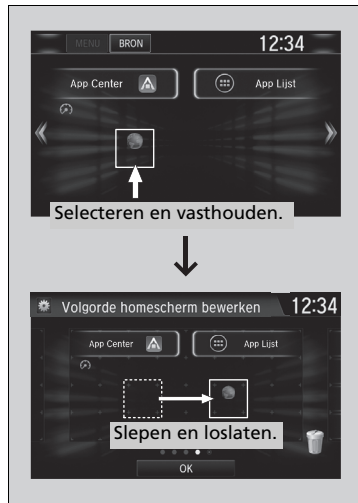 MENU BRON 12:34
App Center App Lijst
Selecteren en vasthouden.
Volgorde homescherm bewerken 12:34
App Center App Lijst
Slepen en loslaten.
OK